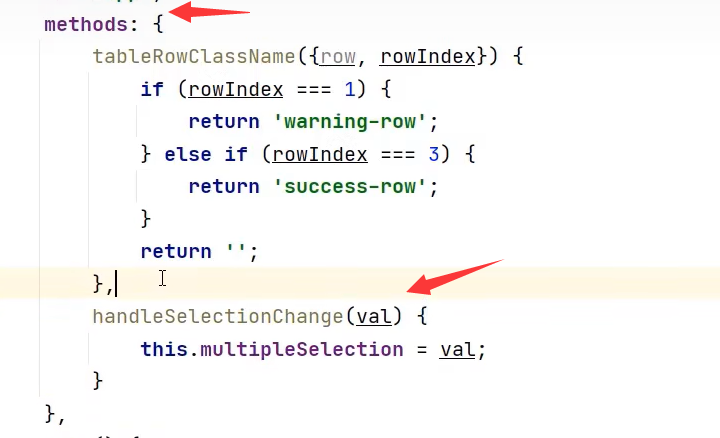 methods: {
tableRowClassName({row, rowIndex}) {
if (rowIndex === 1) {
return 'warning-row';
} else if (rowIndex === 3) {
return 'success-row';
}
return '';
},
handleSelectionChange(val) {
this.multipleSelection = val;
}
},